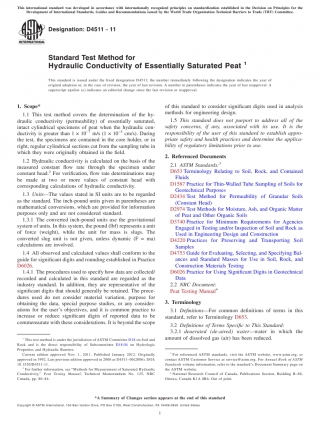 This international standard was developed in accordance with internationally recognized principles on standardization established in the Decision on Principles for the
Development of International Standards, Guides and Recommendations issued by the World Trade Organization Technical Barriers to Trade (TBT) Committee.
Designation: D4511 − 11
Standard Test Method for
Hydraulic Conductivity of Essentially Saturated Peat 1
This standard is issued under the fixed designation D4511; the number immediately following the designation indicates the year of
original adoption or, in the case of revision, the year of last revision. A number in parentheses indicates the year of last reapproval. A
superscript epsilon (ε) indicates an editorial change since the last revision or reapproval.
1. Scope*
1.1 This test method covers the determination of the hy-
draulic conductivity (permeability) of essentially saturated,
intact cylindrical specimens of peat when the hydraulic con-
ductivity is greater than 1 × 10−7 m/s (1 × 10−5 cm/s). During
the test, the specimens are contained in the core holder, or in
right, regular cylindrical sections cut from the sampling tube in
which they were originally obtained in the field.
1.2 Hydraulic conductivity is calculated on the basis of the
measured constant flow rate through the specimen under
constant head.2 For verification, flow rate determinations may
be made at two or more values of constant head with
corresponding calculations of hydraulic conductivity.
1.3 Units—The values stated in SI units are to be regarded
as the standard. The inch-pound units given in parentheses are
mathematical conversions, which are provided for information
purposes only and are not considered standard.
1.3.1 The converted inch-pound units use the gravitational
system of units. In this system, the pound (lbf) represents a unit
of force (weight), while the unit for mass is slugs. The
converted slug unit is not given, unless dynamic (F = ma)
calculations are involved.
1.4 All observed and calculated values shall conform to the
guide for significant digits and rounding established in Practice
D6026.
1.4.1 The procedures used to specify how data are collected/
recorded and calculated in this standard are regarded as the
industry standard. In addition, they are representative of the
significant digits that should generally be retained. The proce-
dures used do not consider material variation, purpose for
obtaining the data, special purpose studies, or any consider-
ations for the user's objectives, and it is common practice to
increase or reduce significant digits of reported data to be
commensurate with these considerations. It is beyond the scope
1 This test method is under the jurisdiction of ASTM Committee D18 on Soil and
Rock and is the direct responsibility of Subcommittee D18.04 on Hydrologic
Properties and Hydraulic Barriers.
Current edition approved Nov. 1, 2011. Published January 2012. Originally
approved in 1992. Last previous edition approved in 2006 as D4511–00(2006). DOI:
10.1520/D4511-11.
2 For further information, see "Methods for Measurement of Saturated Hydraulic
Conductivity," Peat Testing Manual, Technical Memorandum No. 125, NRC
Canada, pp. 80–84.
of this standard to consider significant digits used in analysis
methods for engineering design.
1.5 This standard does not purport to address all of the
safety concerns, if any, associated with its use. It is the
responsibility of the user of this standard to establish appro-
priate safety and health practices and determine the applica-
bility of regulatory limitations prior to use.
2. Referenced Documents
2.1 ASTM Standards:3
D653 Terminology Relating to Soil, Rock, and Contained
Fluids
D1587 Practice for Thin-Walled Tube Sampling of Soils for
Geotechnical Purposes
D2434 Test Method for Permeability of Granular Soils
(Constant Head)
D2974 Test Methods for Moisture, Ash, and Organic Matter
of Peat and Other Organic Soils
D3740 Practice for Minimum Requirements for Agencies
Engaged in Testing and/or Inspection of Soil and Rock as
Used in Engineering Design and Construction
D4220 Practices for Preserving and Transporting Soil
Samples
D4753 Guide for Evaluating, Selecting, and Specifying Bal-
ances and Standard Masses for Use in Soil, Rock, and
Construction Materials Testing
D6026 Practice for Using Significant Digits in Geotechnical
Data
2.2 NRC Document:
Peat Testing Manual4
3. Terminology
3.1 Definitions—For common definitions of terms in this
standard, refer to Terminology D653.
3.2 Definitions of Terms Specific to This Standard:
3.2.1 deaerated (de-aired) water—water in which the
amount of dissolved gas (air) has been reduced.
3 For referenced ASTM standards, visit the ASTM website, www.astm.org, or
contact ASTM Customer Service at service@astm.org. For Annual Book of ASTM
Standards volume information, refer to the standard's Document Summary page on
the ASTM website.
4 National Research Council of Canada, Publications Section, Building R-88,
Ottawa, Canada K1A 0R6. Out of print.
*A Summary of Changes section appears at the end of this standard
Copyright © ASTM International, 100 Barr Harbor Drive, PO Box C700, West Conshohocken, PA 19428-2959. United States
1